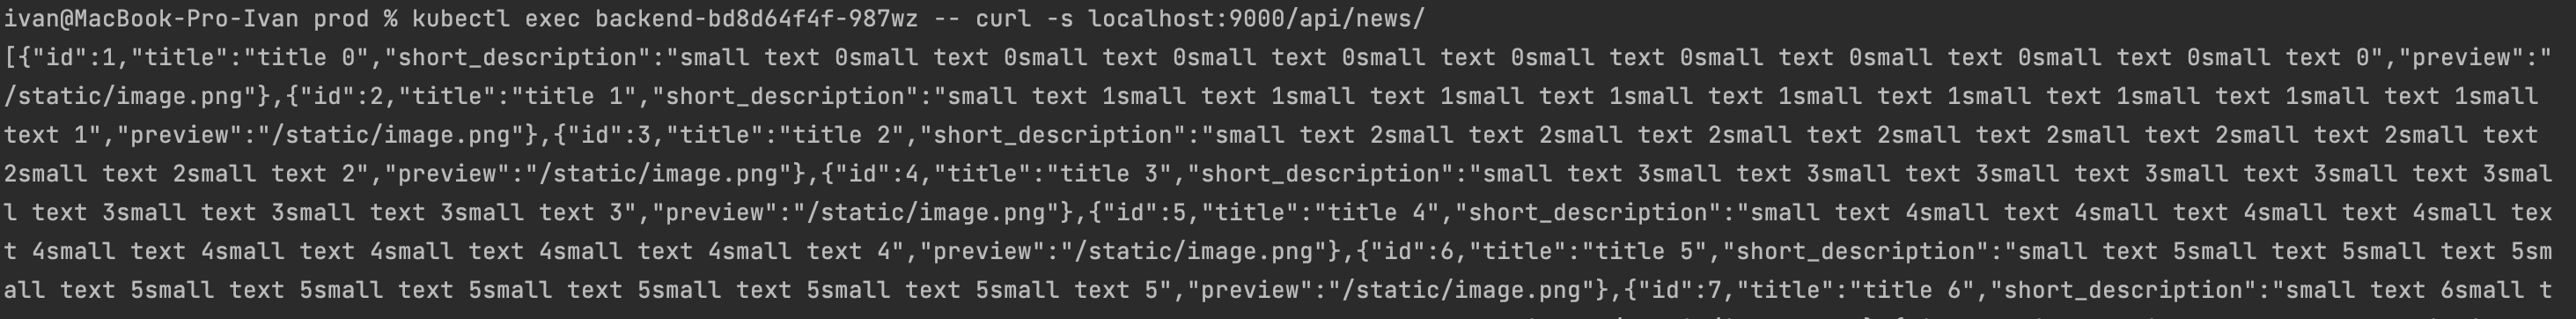 ivan@MacBook-Pro-Ivan prod % kubectl exec backend-bd8d64f4f-987wz -- curl -s localhost:9000/api/news/
[{"id":1,"title":"title 0","short_description":"small text 0small text 0small text 0small text 0small text 0small text 0small text 0small text 0small text 0small text 0","preview":"
/static/image.png"},{"id":2,"title":"title 1","short_description":"small text 1small text 1small text 1small text 1small text 1small text 1small text 1small text 1small text 1small
text 1","preview":"/static/image.png"},{"id":3,"title":"title 2","short_description":"small text 2small text 2small text 2small text 2small text 2small text 2small text 2small text
2small text 2small text 2","preview":"/static/image.png"},{"id":4,"title":"title 3","short_description":"small text 3small text 3small text 3small text 3small text 3small text 3smal
l text 3small text 3small text 3small text 3","preview":"/static/image.png"},{"id":5,"title":"title 4","short_description":"small text 4small text 4small text 4small text 4small tex
t 4small text 4small text 4small text 4small text 4small text 4","preview":"/static/image.png"},{"id":6,"title":"title 5","short_description":"small text 5small text 5small text 5sm
all text 5small text 5small text 5small text 5small text 5small text 5small text 5","preview":"/static/image.png"},{"id":7,"title":"title 6","short_description":"small text 6small t